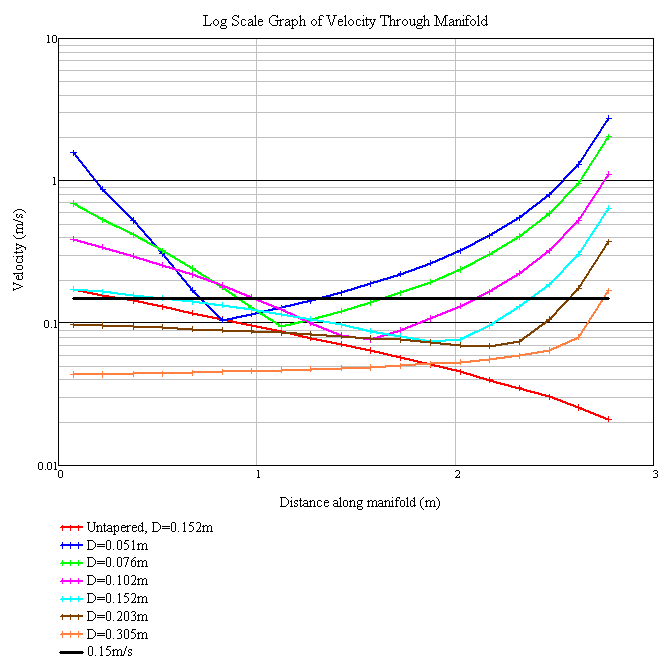 Log Scale Graph of Velocity Through Manifold
10
1
0.1
0.01
Velocity (m/s)
0
1
2
3
Distance along manifold (m)
Untapered, D=0.152m
D=0.051m
D=0.076m
D=0.102m
D=0.152m
D=0.203m
D=0.305m
0.15m/s